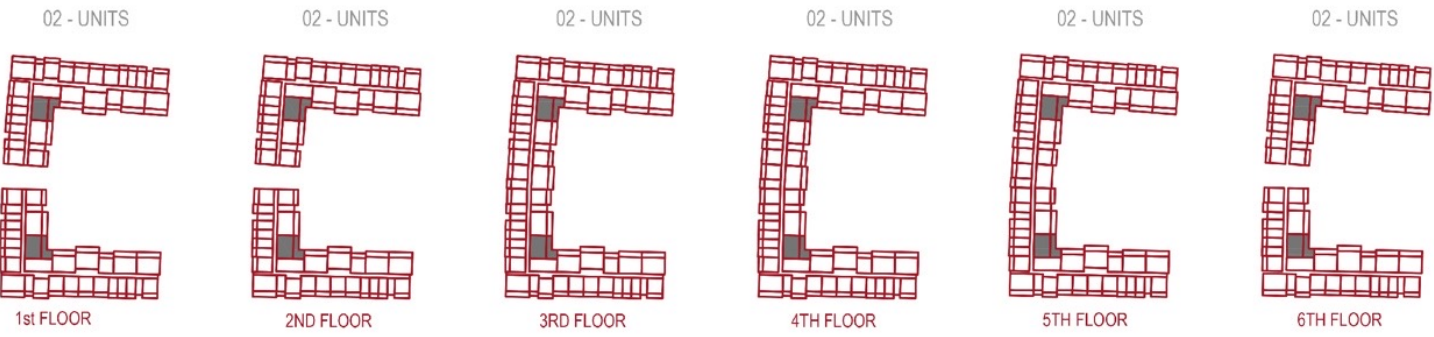 02 - UNITS
02 - UNITS
02 - UNITS
02 - UNITS
02 - UNITS
02 - UNITS
1st FLOOR
2ND FLOOR
3RD FLOOR
4TH FLOOR
5TH FLOOR
6TH FLOOR